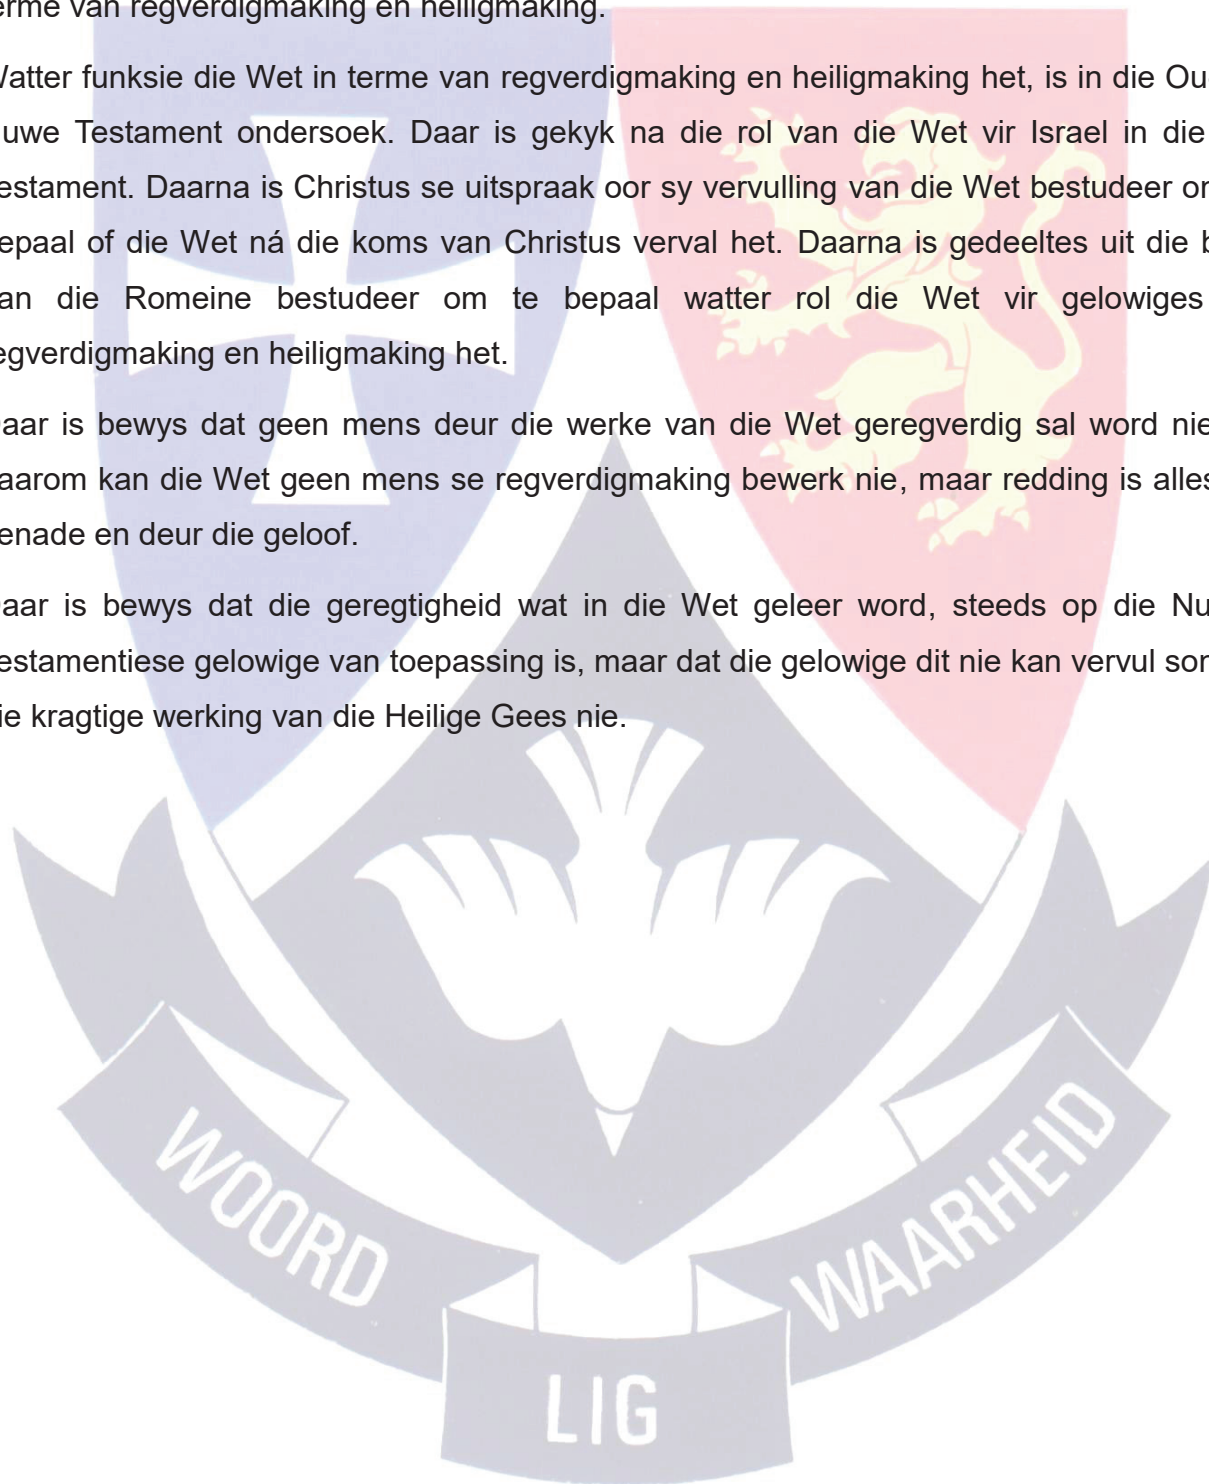 erme van regverdigmaking en heiligmaking.
Watter funksie die Wet in terme van regverdigmaking en heiligmaking het, is in die Ou
uwe Testament ondersoek. Daar is gekyk na die rol van die Wet vir Israel in die
estament. Daarna is Christus se uitspraak oor sy vervulling van die Wet bestudeer o
epaal of die Wet ná die koms van Christus verval het. Daarna is gedeeltes uit die b
an die Romeine bestudeer om te bepaal watter rol die Wet vir gelowiges
egverdigmaking en heiligmaking het.
aar is bewys dat geen mens deur die werke van die Wet geregverdig sal word nie
aarom kan die Wet geen mens se regverdigmaking bewerk nie, maar redding is alles
enade en deur die geloof.
aar is bewys dat die geregtigheid wat in die Wet geleer word, steeds op die Nu
estamentiese gelowige van toepassing is, maar dat die gelowige dit nie kan vervul son
ie kragtige werking van die Heilige Gees nie.
WOORD
LIG
WAARHEID